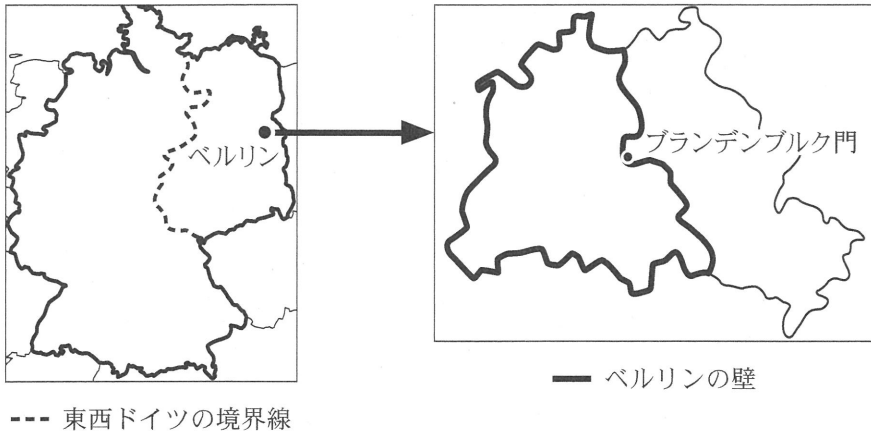 ベルリン
ブランデンブルク門
ベルリンの壁
東西ドイツの境界線